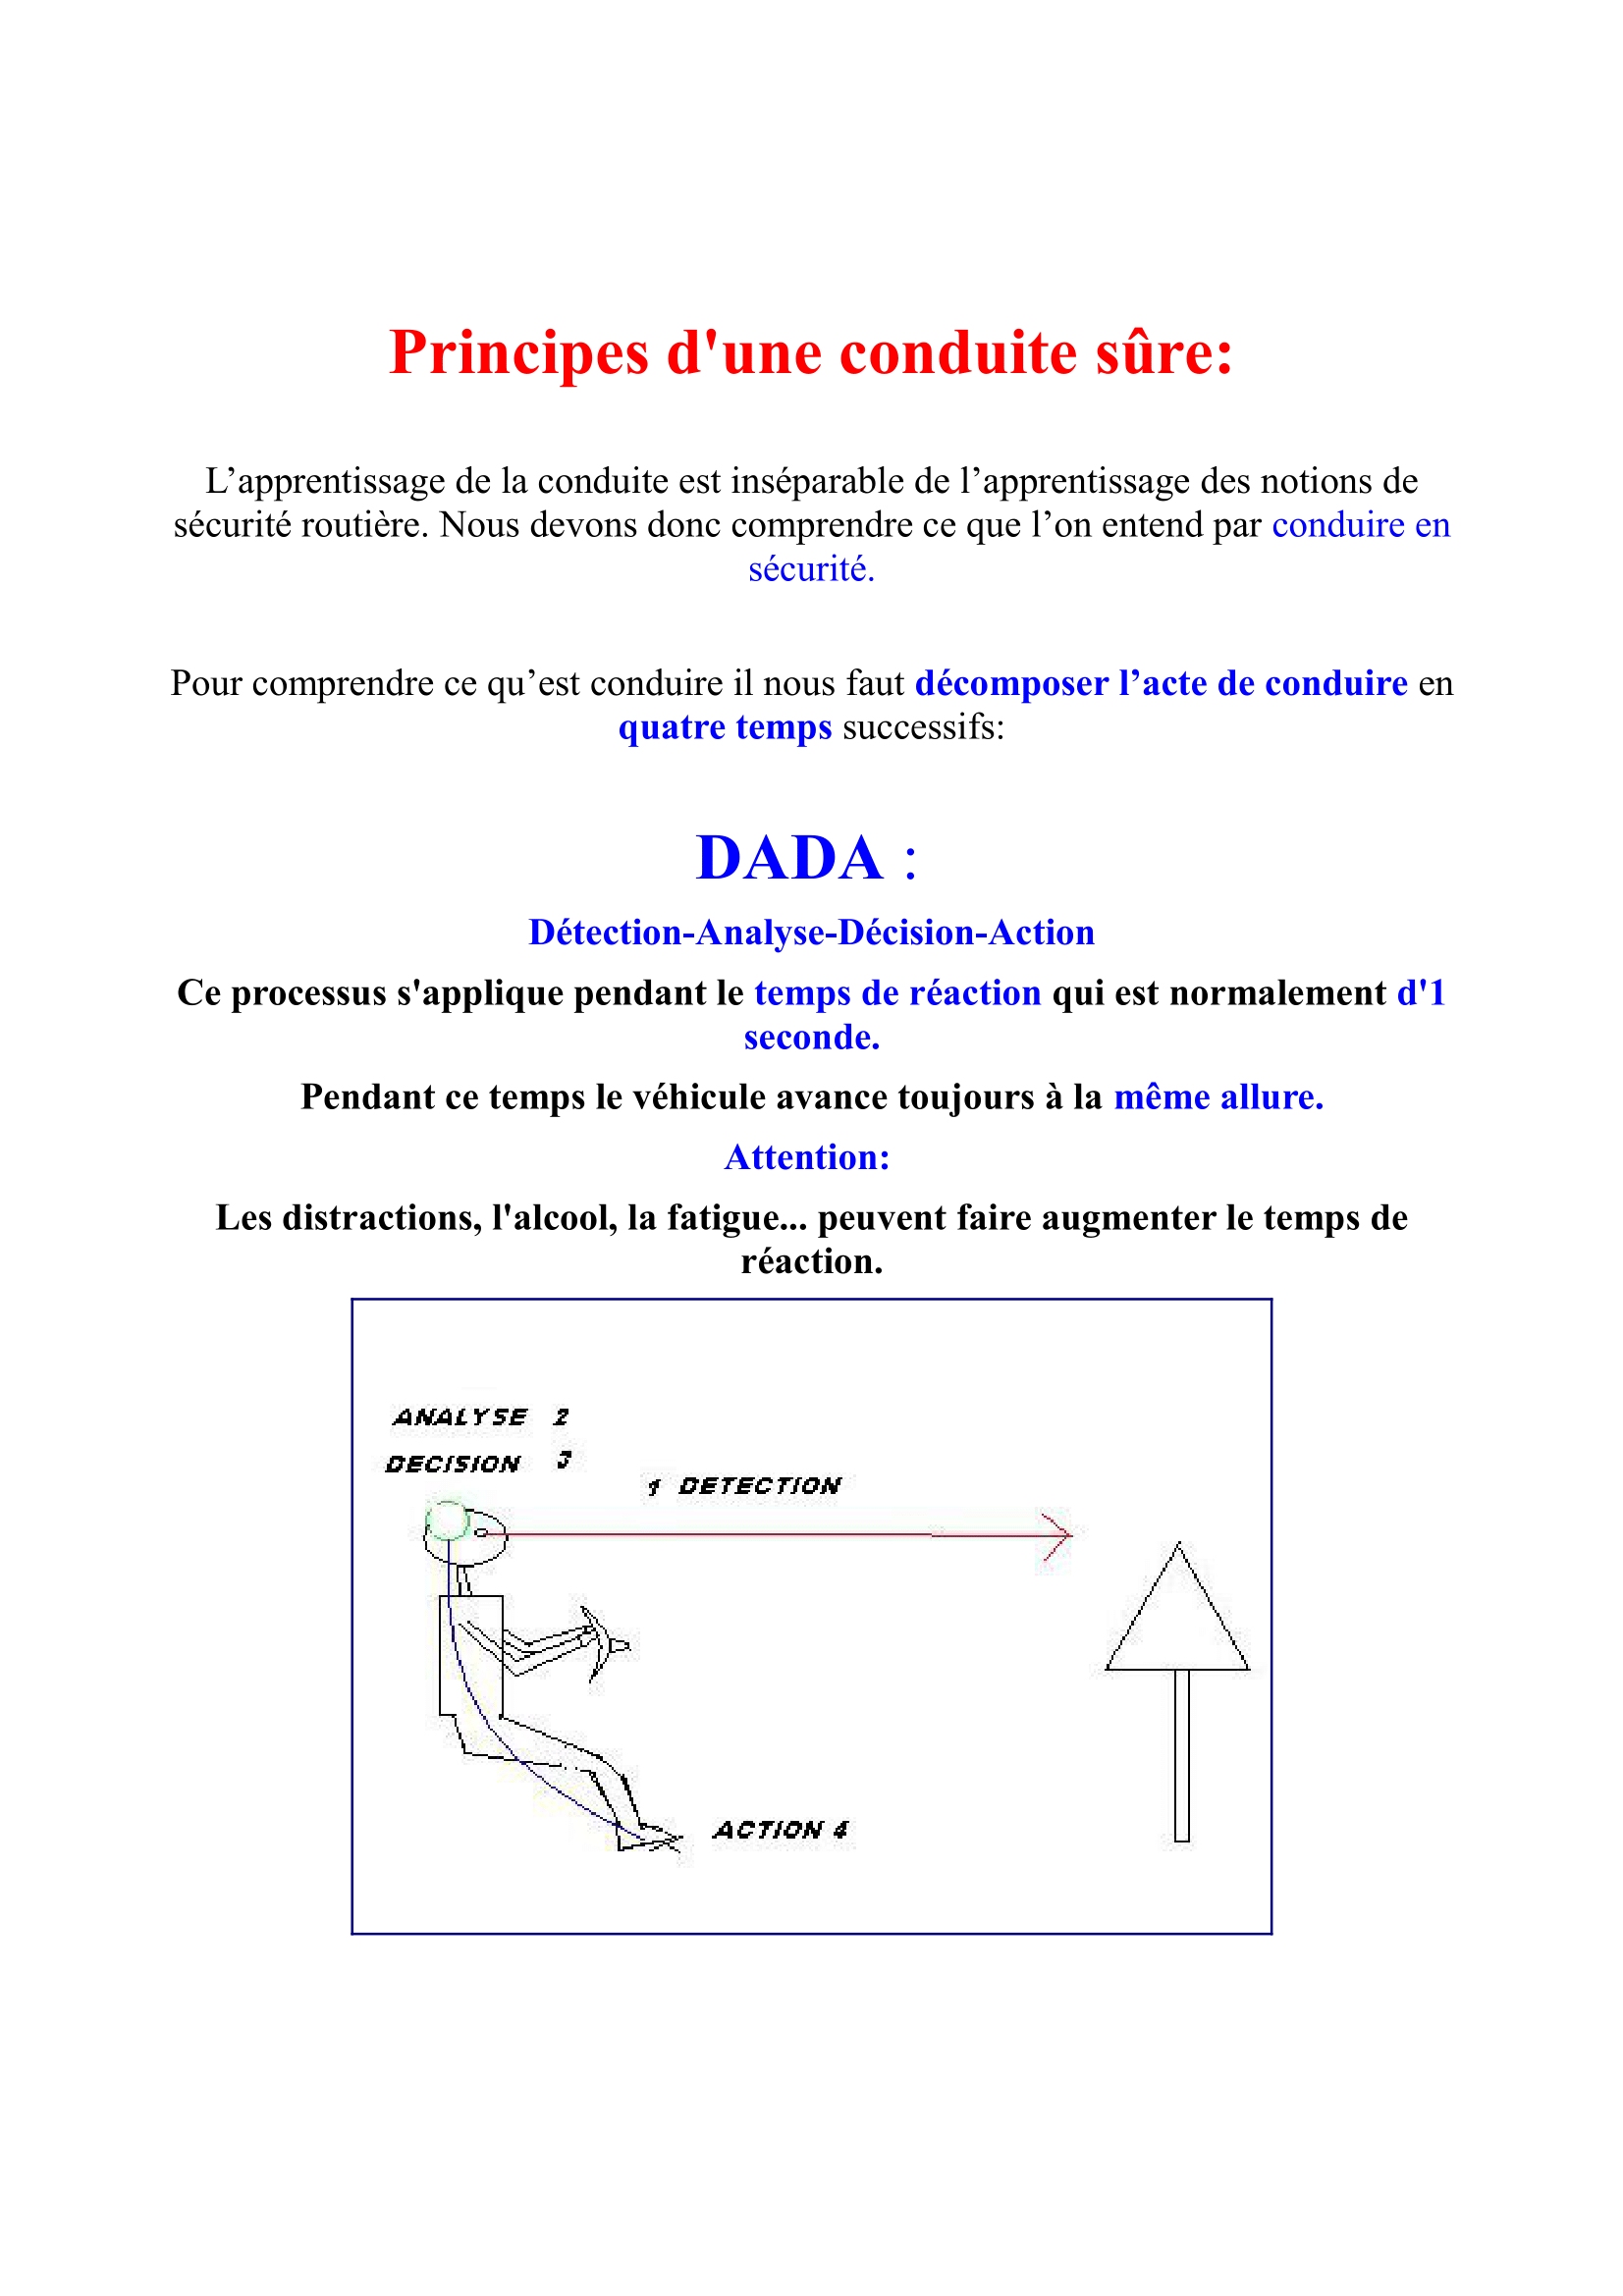 Principes d'une conduite sûre:
L’apprentissage de la conduite est inséparable de l’apprentissage des notions de
sécurité routière. Nous devons donc comprendre ce que l’on entend par conduire en
sécurité.
Pour comprendre ce qu’est conduire il nous faut décomposer l’acte de conduire en
quatre temps successifs:
DADA :
Détection-Analyse-Décision-Action
Ce processus s'applique pendant le temps de réaction qui est normalement d'1
seconde.
Pendant ce temps le véhicule avance toujours à la même allure.
Attention:
Les distractions, l'alcool, la fatigue... peuvent faire augmenter le temps de
réaction.
ANALYSE 2
DECISION 3
1 DETECTION
ACTION 4